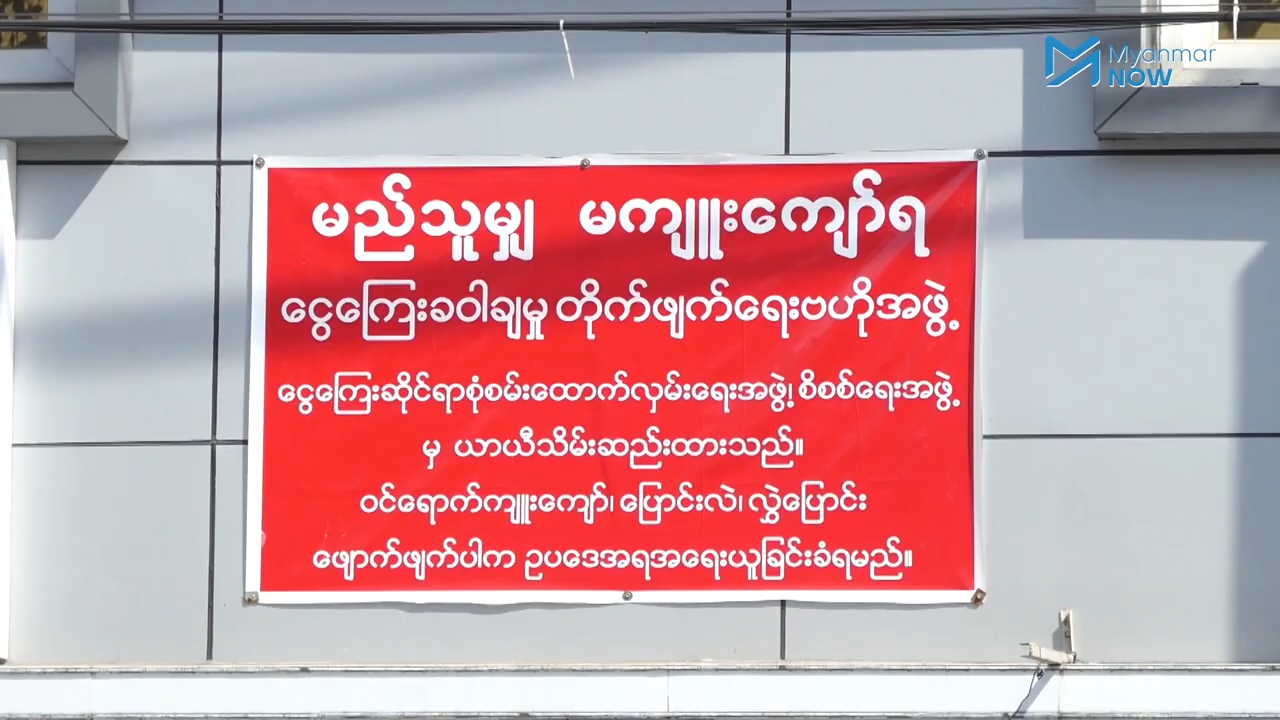 Myanmar
NOW
မည်သူမျှ မကျူးကျော်ရ
ငွေကြေးခဝါချမှု တိုက်ဖျက်ရေးဗဟိုအဖွဲ့
ငွေကြေးဆိုင်ရာစုံစမ်းထောက်လှမ်းရေးအဖွဲ့၊ စိစစ်ရေးအဖွဲ့
မှ ယာယီသိမ်းဆည်းထားသည်။
ဝင်ရောက်ကျူးကျော်၊ ပြောင်းလဲ၊ လွှဲပြောင်း
ဖျောက်ဖျက်ပါက ဥပဒေအရအရေးယူခြင်းခံရမည်။